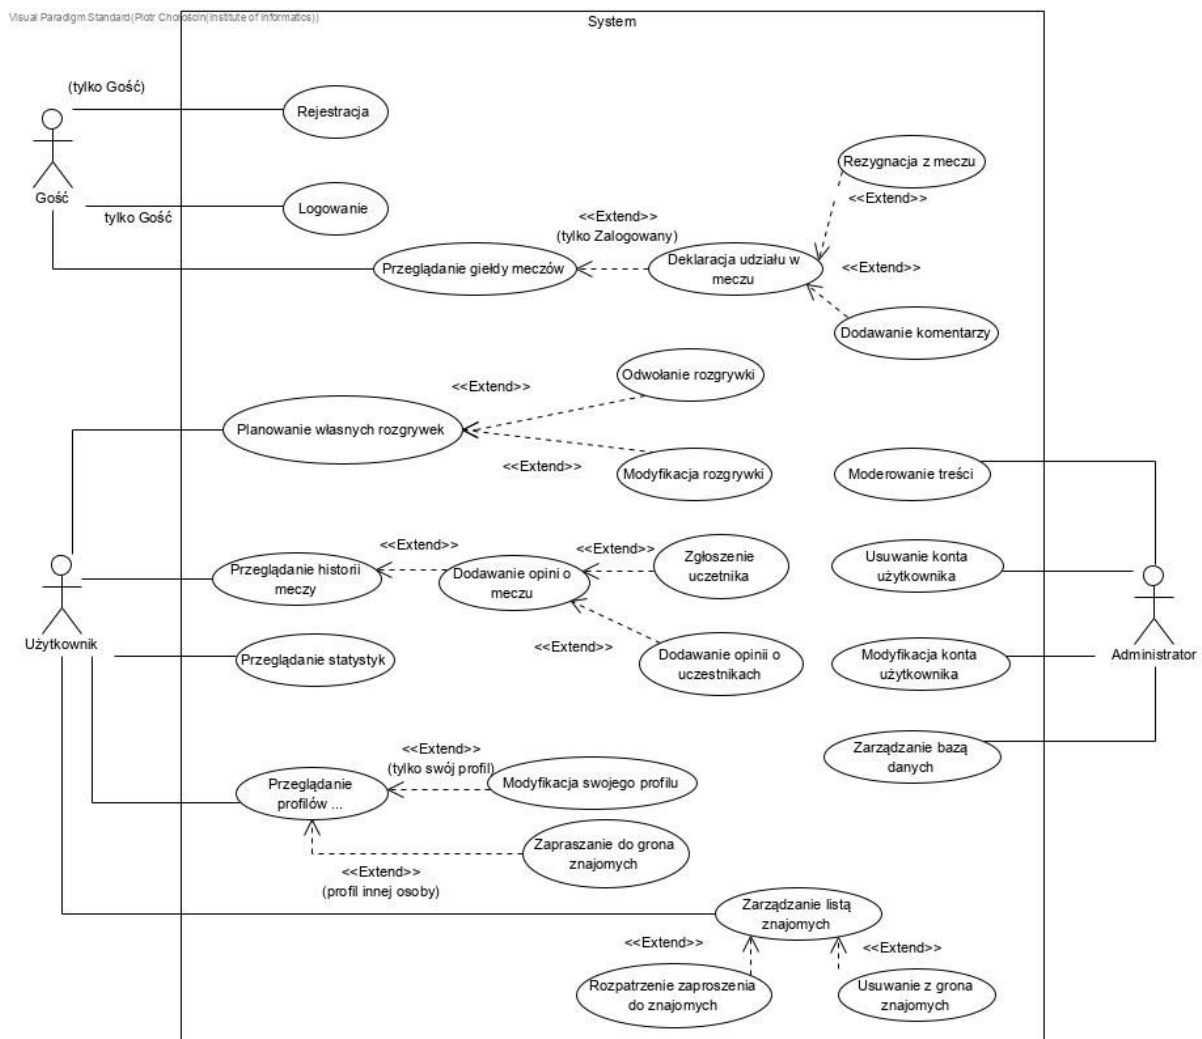 Visual Paradigm Standard(Piotr Chorościn(Institute of Informatics))
System
(tylko Gość)
Rejestracja
Gość
tylko Gość
Logowanie
Rezygnacja z meczu
<<Extend>>
<<Extend>>
(tylko Zalogowany)
Przeglądanie giełdy meczów
Deklaracja udziału w
meczu
<<Extend>>
Dodawanie komentarzy
Odwołanie rozgrywki
<<Extend>>
Planowanie własnych rozgrywek
<<Extend>>
Modyfikacja rozgrywki
Moderowanie treści
<<Extend>>
<<Extend>>
Zgłoszenie
uczetnika
Usuwanie konta
użytkownika
Przeglądanie historii
meczy
Dodawanie opini o
meczu
Użytkownik
<<Extend>>
Przeglądanie statystyk
Dodawanie opinii o
uczestnikach
Modyfikacja konta
użytkownika
Administrator
Zarządzanie bazą
danych
<<Extend>>
(tylko swój profil)
Przeglądanie
profilów ...
Modyfikacja swojego profilu
Zapraszanie do grona
znajomych
<<Extend>>
(profil innej osoby)
Zarządzanie listą
znajomych
<<Extend>>
<<Extend>>
Rozpatrzenie zaproszenia
do znajomych
Usuwanie z grona
znajomych